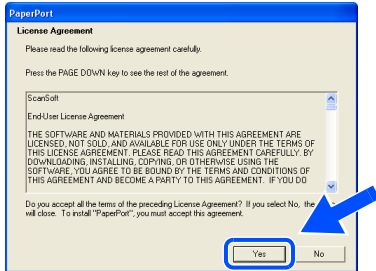 PaperPort
License Agreement
Please read the following license agreement carefully.
Press the PAGE DOWN key to see the rest of the agreement.
ScanSoft
End-User License Agreement
THE SOFTWARE AND MATERIALS PROVIDED WITH THIS AGREEMENT ARE
LICENSED, NOT SOLD, AND AVAILABLE FOR USE ONLY UNDER THE TERMS OF
THIS LICENSE AGREEMENT. PLEASE READ THIS AGREEMENT CAREFULLY. BY
DOWNLOADING, INSTALLING, COPYING, OR OTHERWISE USING THE
SOFTWARE, YOU AGREE TO BE BOUND BY THE TERMS AND CONDITIONS OF
THIS AGREEMENT AND BECOME A PARTY TO THIS AGREEMENT. IF YOU DO
Do you accept all the terms of the preceding License Agreement? If you select No, the
will close. To install "PaperPort", you must accept this agreement.
Yes No